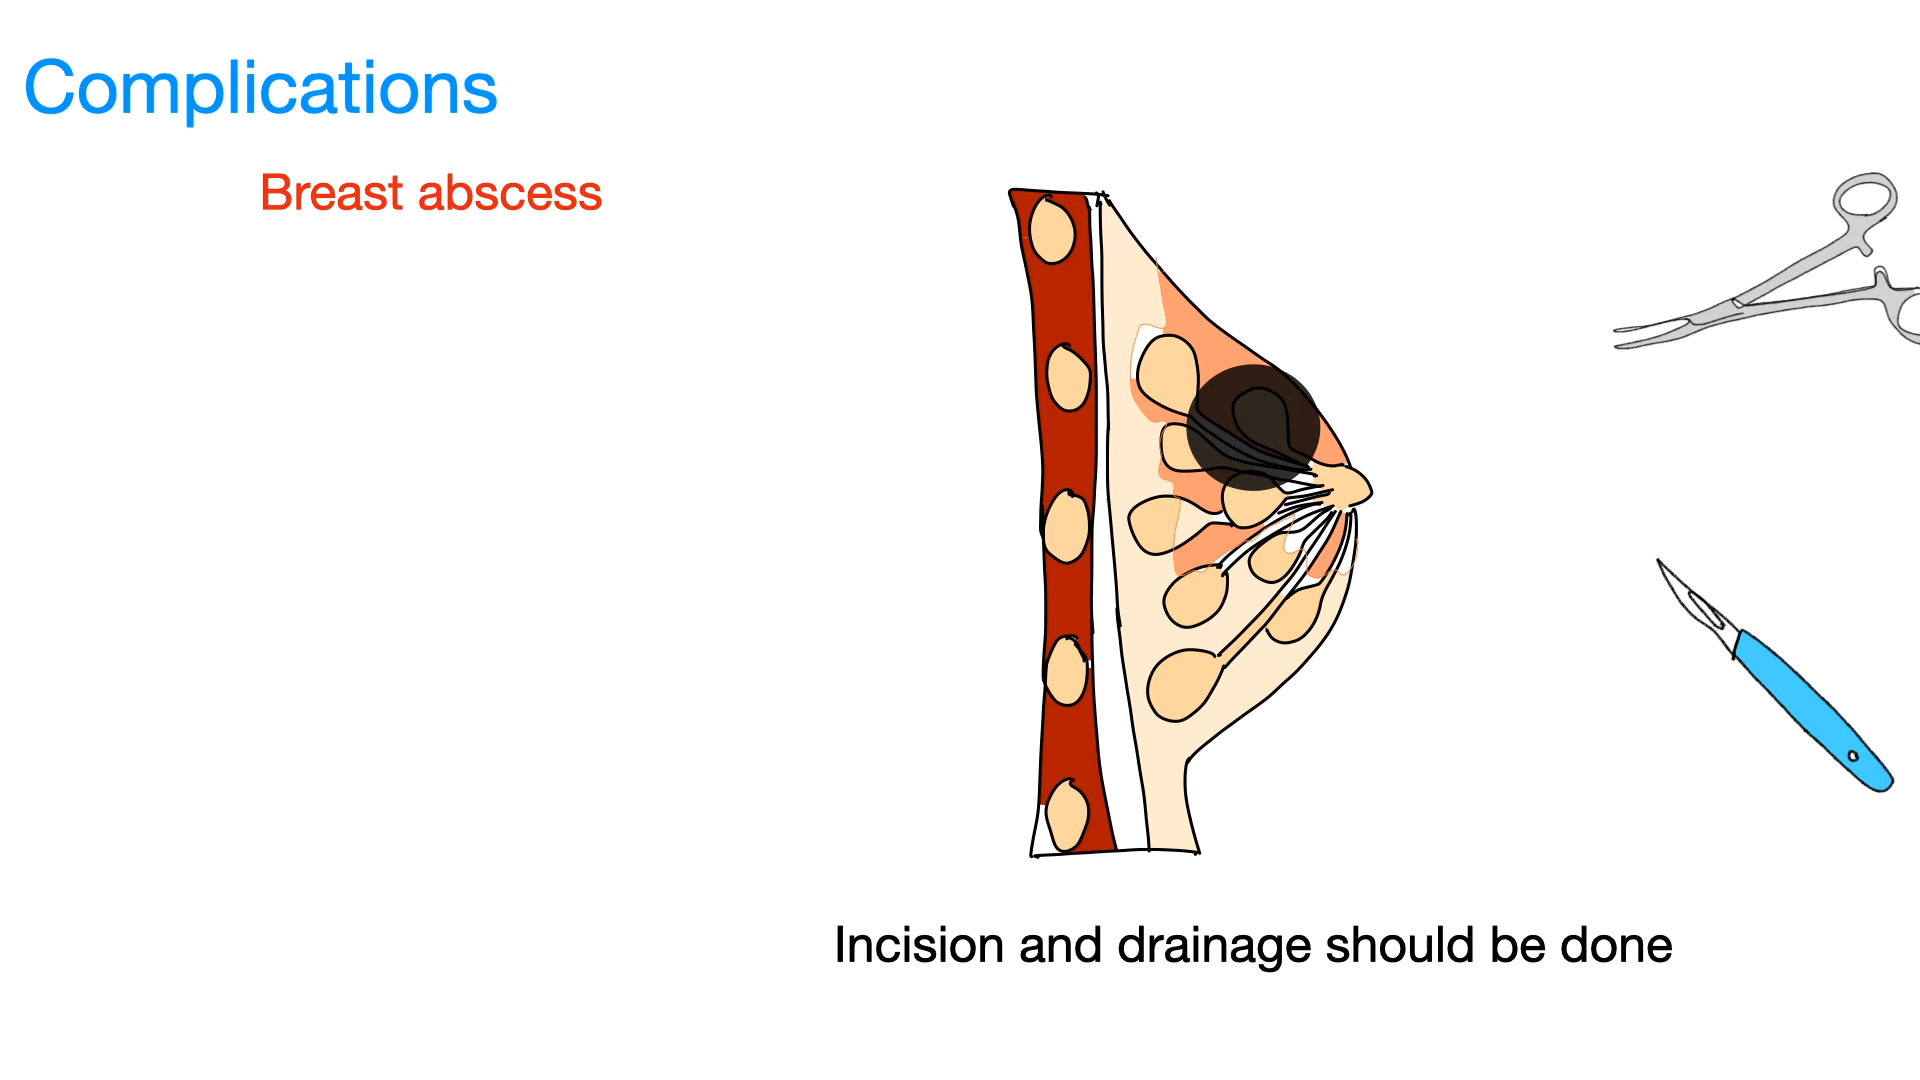 Complications
Breast abscess
Incision and drainage should be done